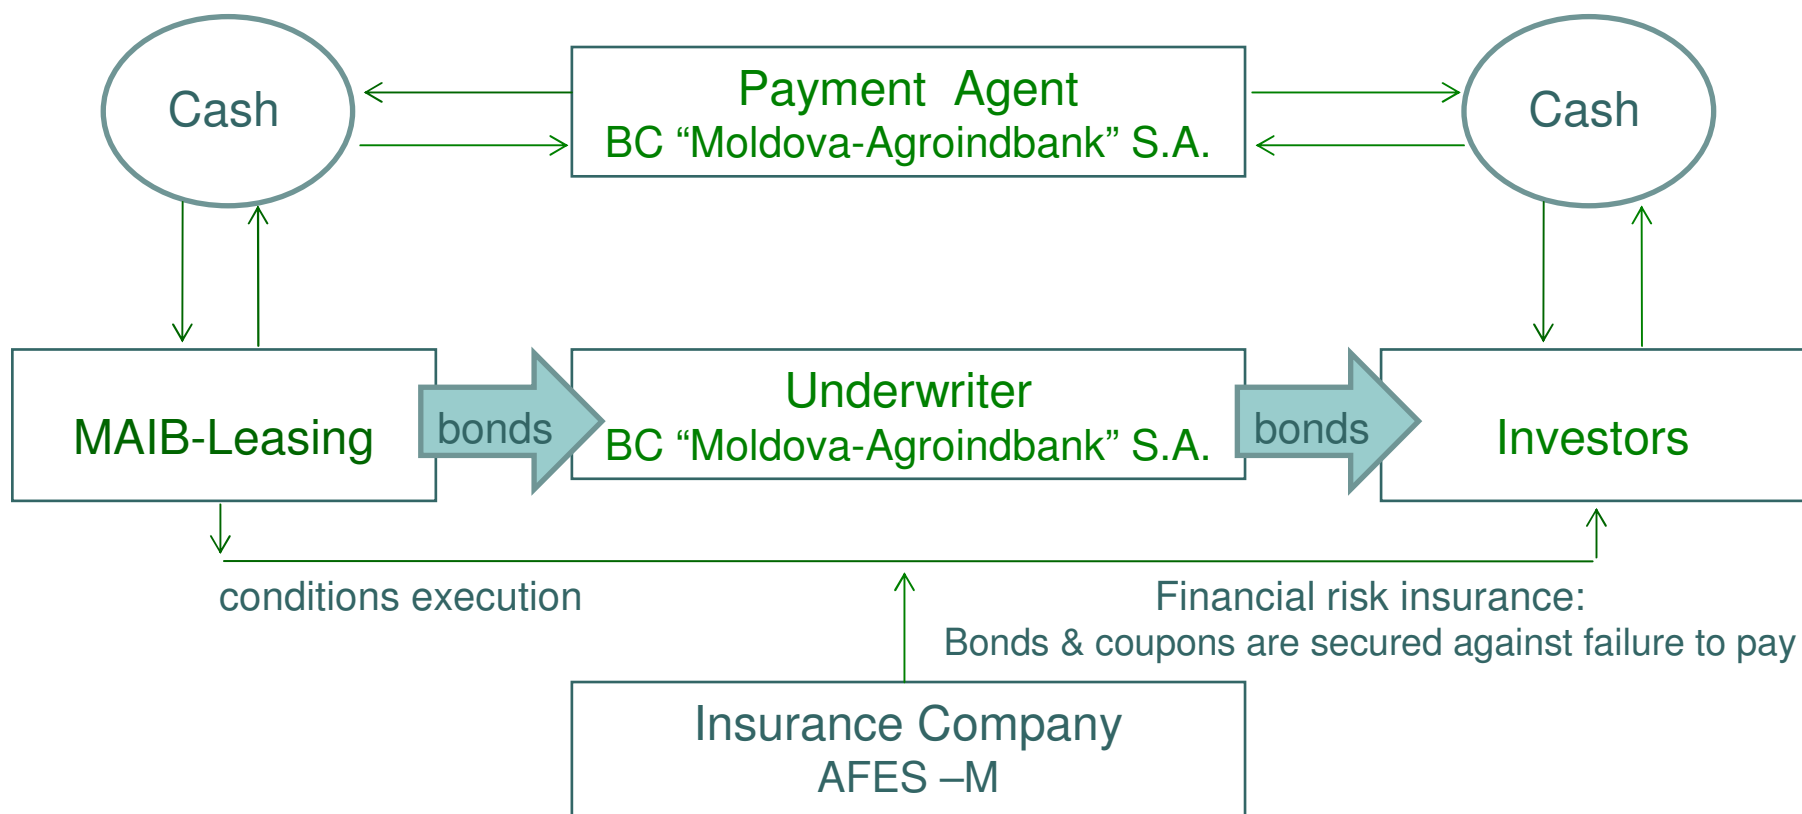 Cash
Payment Agent
BC “Moldova-Agroindbank” S.A.
Cash
MAIB-Leasing
bonds
Underwriter
BC “Moldova-Agroindbank” S.A.
bonds
Investors
conditions execution
Financial risk insurance:
Bonds & coupons are secured against failure to pay
Insurance Company
AFES –M